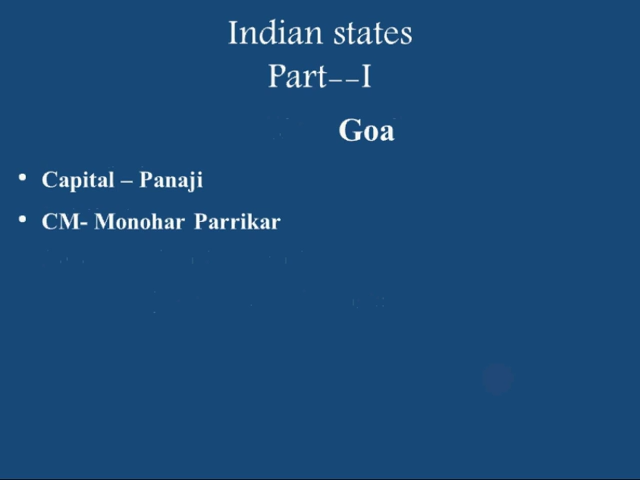 Indian states
Part--I
Goa
• Capital – Panaji
• CM- Monohar Parrikar